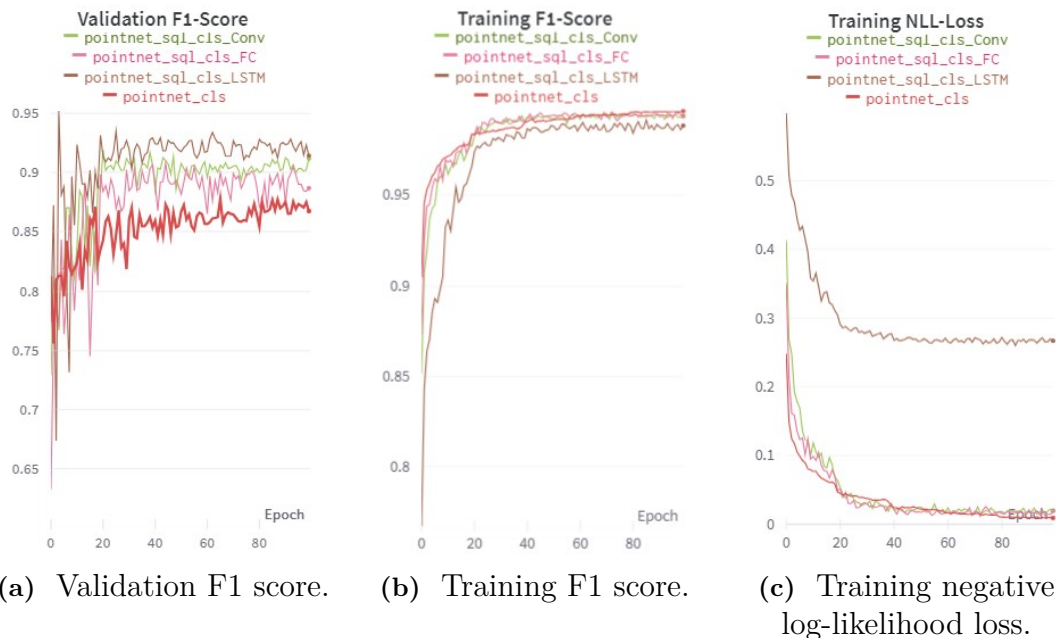 Validation F1-Score
pointnet_sql_cls_Conv
pointnet_sql_cls_FC
pointnet_sql_cls_LSTM
pointnet_cls
0.95
0.9
0.85
0.8
0.75
0.7
0.65
Epoch
0 20 40 60 80
Training F1-Score
pointnet_sql_cls_Conv
pointnet_sql_cls_FC
pointnet_sql_cls_LSTM
pointnet_cls
0.95
0.9
0.85
0.8
Epoch
0 20 40 60 80
Training NLL-Loss
pointnet_sql_cls_Conv
pointnet_sql_cls_FC
pointnet_sql_cls_LSTM
pointnet_cls
0.5
0.4
0.3
0.2
0.1
0
Epoch
0 20 40 60 80
(a) Validation F1 score.
(b) Training F1 score.
(c) Training negative
log-likelihood loss.